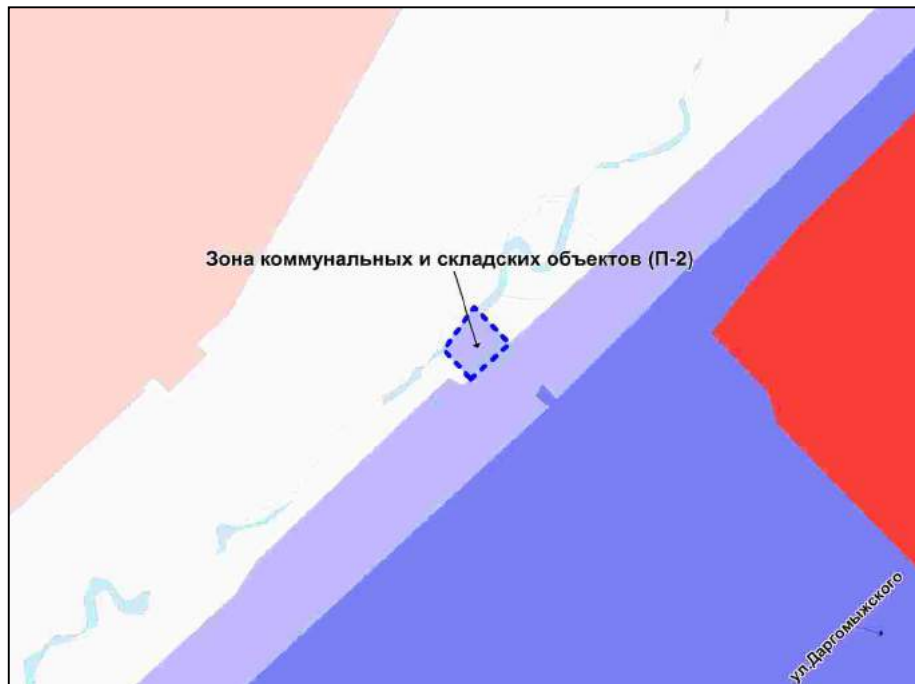 Зона коммунальных и складских объектов (П-2)
ул.Даргомыжского